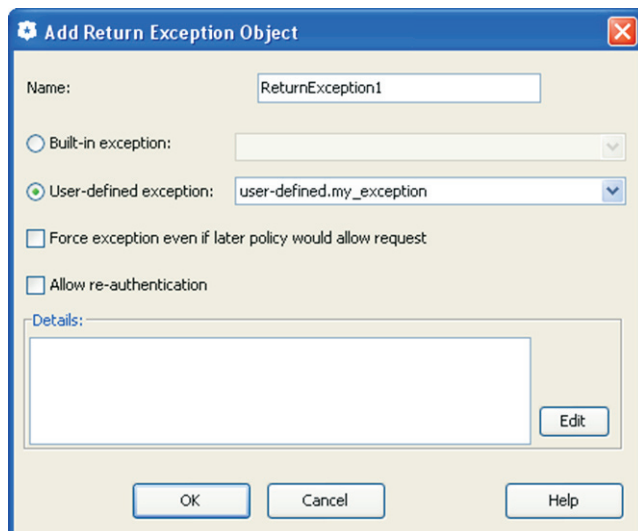 Add Return Exception Object
Name: ReturnException1
Built-in exception:
User-defined exception: user-defined.my_exception
Force exception even if later policy would allow request
Allow re-authentication
Details:
Edit
OK Cancel Help